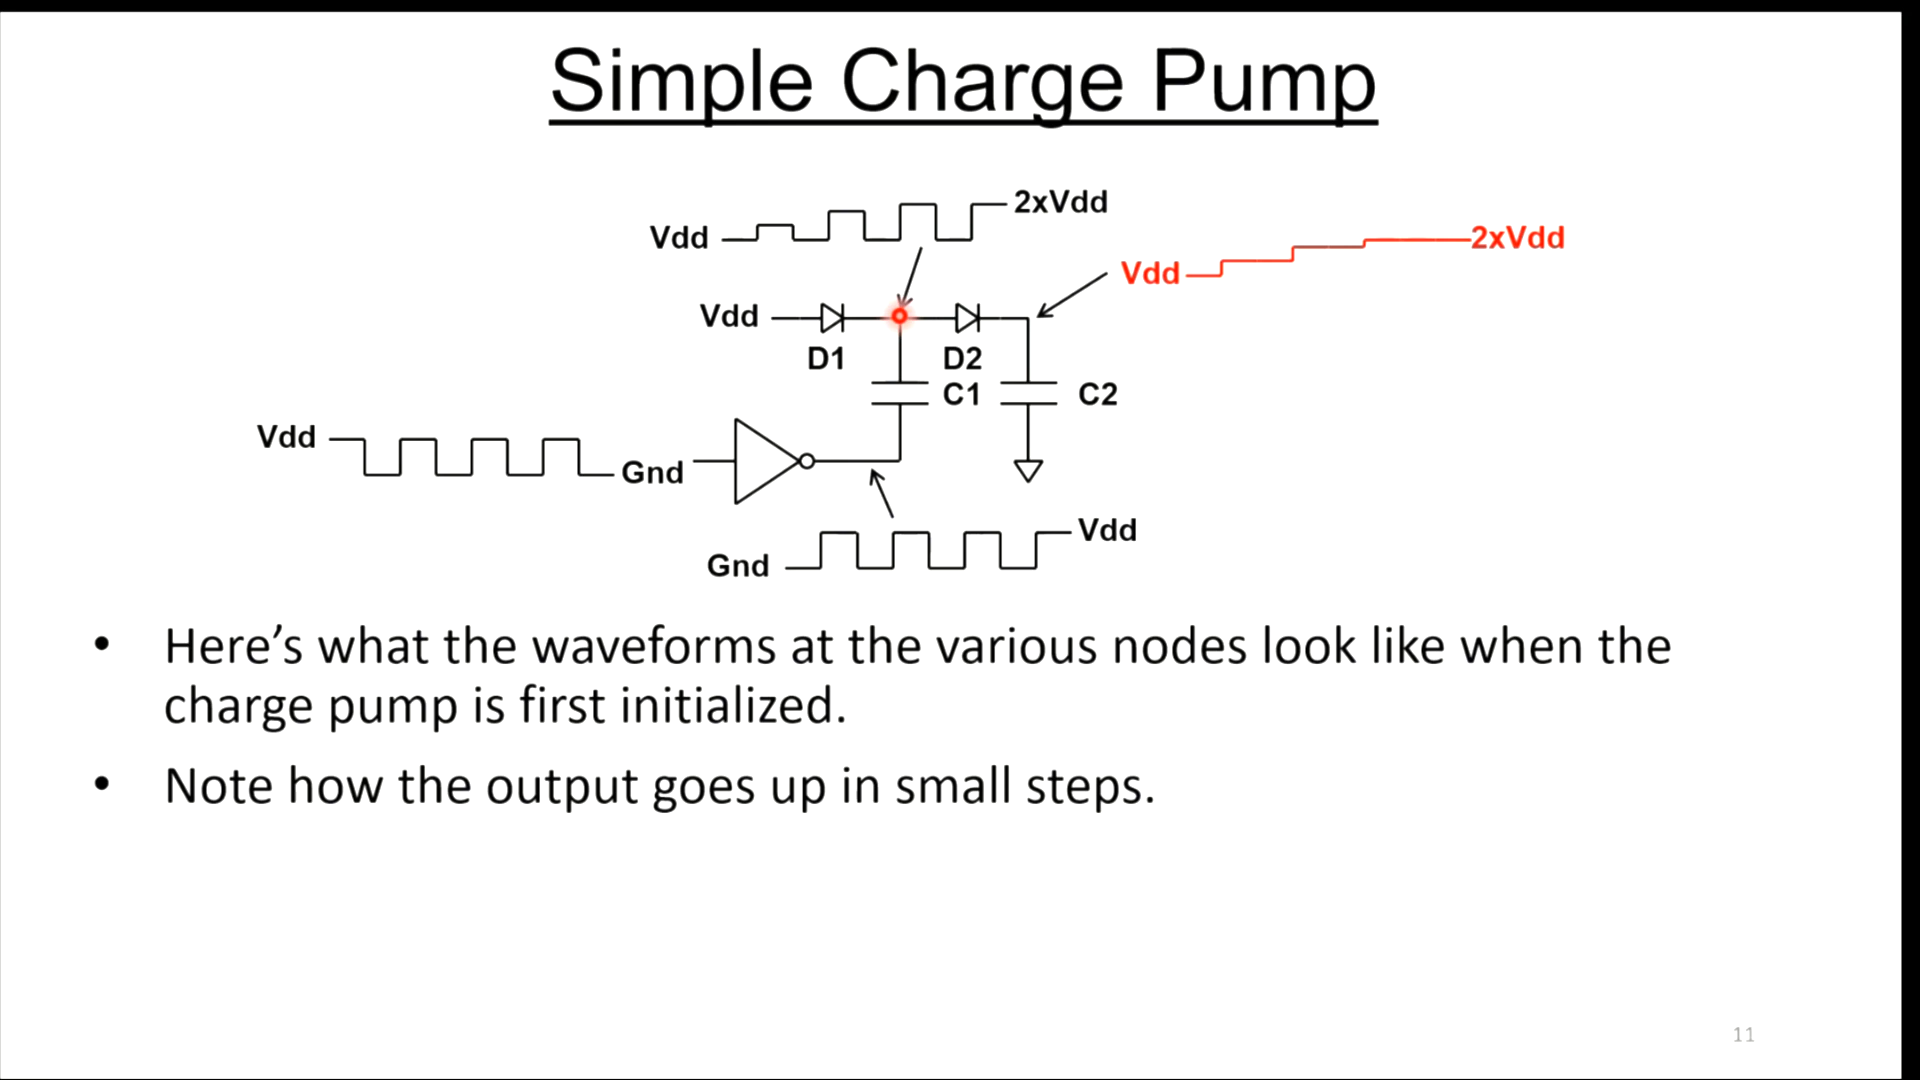 Simple Charge Pump
2xVdd
Vdd
2xVdd
Vdd
Vdd
D1
D2
C1
C2
Vdd
Gnd
Vdd
Gnd
• Here’s what the waveforms at the various nodes look like when the
charge pump is first initialized.
• Note how the output goes up in small steps.
11